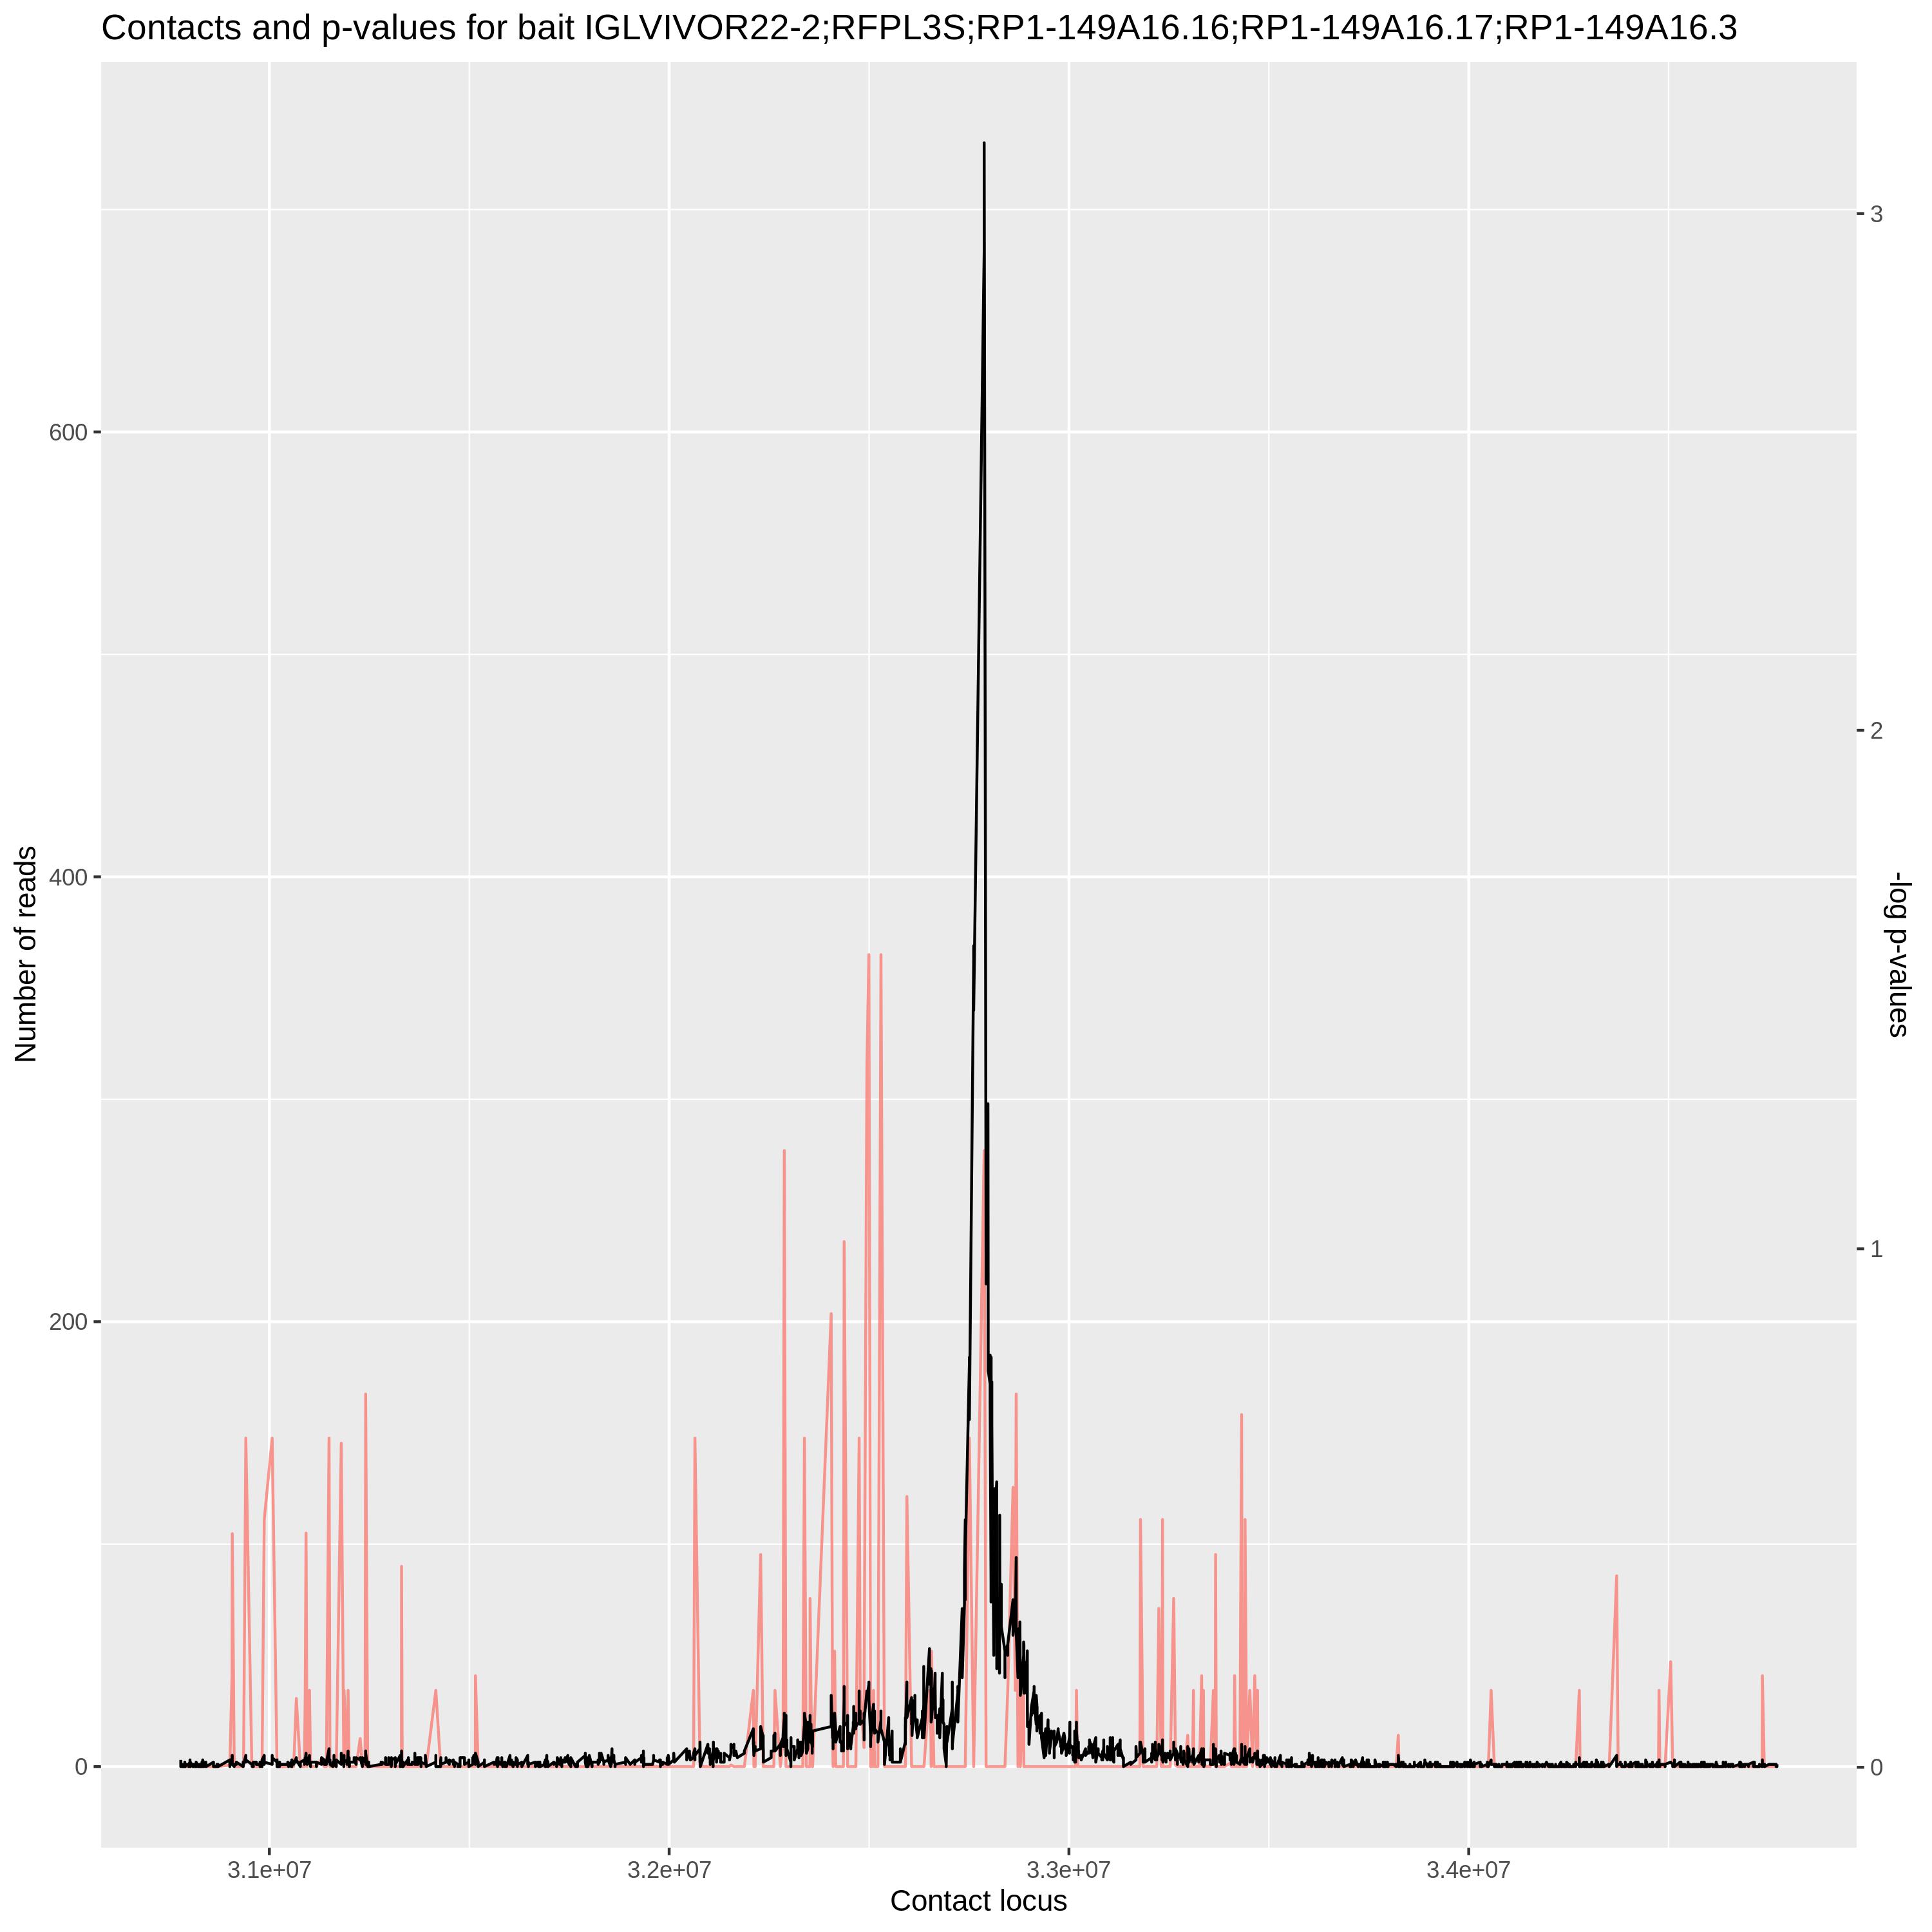 Contacts and p-values for bait IGLVIVOR22-2;RFPL3S;RP1-149A16.16;RP1-149A16.17;RP1-149A16.3
Number of reads
600
400
200
0
3
2
1
0
-log p-values
3.1e+07
3.2e+07
3.3e+07
3.4e+07
Contact locus